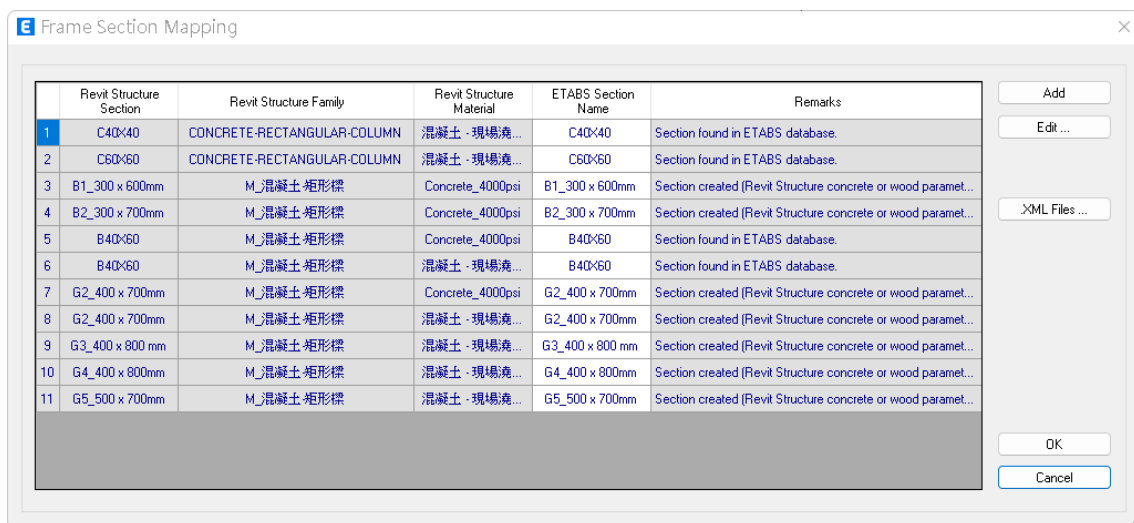 E Frame Section Mapping
Revit Structure Section Revit Structure Family Revit Structure Material ETABS Section Name Remarks
1 C40X40 CONCRETE-RECTANGULAR-COLUMN 混凝土 - 現場澆... C40X40 Section found in ETABS database.
2 C60X60 CONCRETE-RECTANGULAR-COLUMN 混凝土 - 現場澆... C60X60 Section found in ETABS database.
3 B1_300 x 600mm M_混凝土-矩形樑 Concrete_4000psi B1_300 x 600mm Section created (Revit Structure concrete or wood paramet...
4 B2_300 x 700mm M_混凝土-矩形樑 Concrete_4000psi B2_300 x 700mm Section created (Revit Structure concrete or wood paramet...
5 B40X60 M_混凝土-矩形樑 Concrete_4000psi B40X60 Section found in ETABS database.
6 B40X60 M_混凝土-矩形樑 混凝土 - 現場澆... B40X60 Section found in ETABS database.
7 G2_400 x 700mm M_混凝土-矩形樑 Concrete_4000psi G2_400 x 700mm Section created (Revit Structure concrete or wood paramet...
8 G2_400 x 700mm M_混凝土-矩形樑 混凝土 - 現場澆... G2_400 x 700mm Section created (Revit Structure concrete or wood paramet...
9 G3_400 x 800 mm M_混凝土-矩形樑 混凝土 - 現場澆... G3_400 x 800 mm Section created (Revit Structure concrete or wood paramet...
10 G4_400 x 800mm M_混凝土-矩形樑 混凝土 - 現場澆... G4_400 x 800mm Section created (Revit Structure concrete or wood paramet...
11 G5_500 x 700mm M_混凝土-矩形樑 混凝土 - 現場澆... G5_500 x 700mm Section created (Revit Structure concrete or wood paramet...
Add
Edit ...
.XML Files ...
OK
Cancel